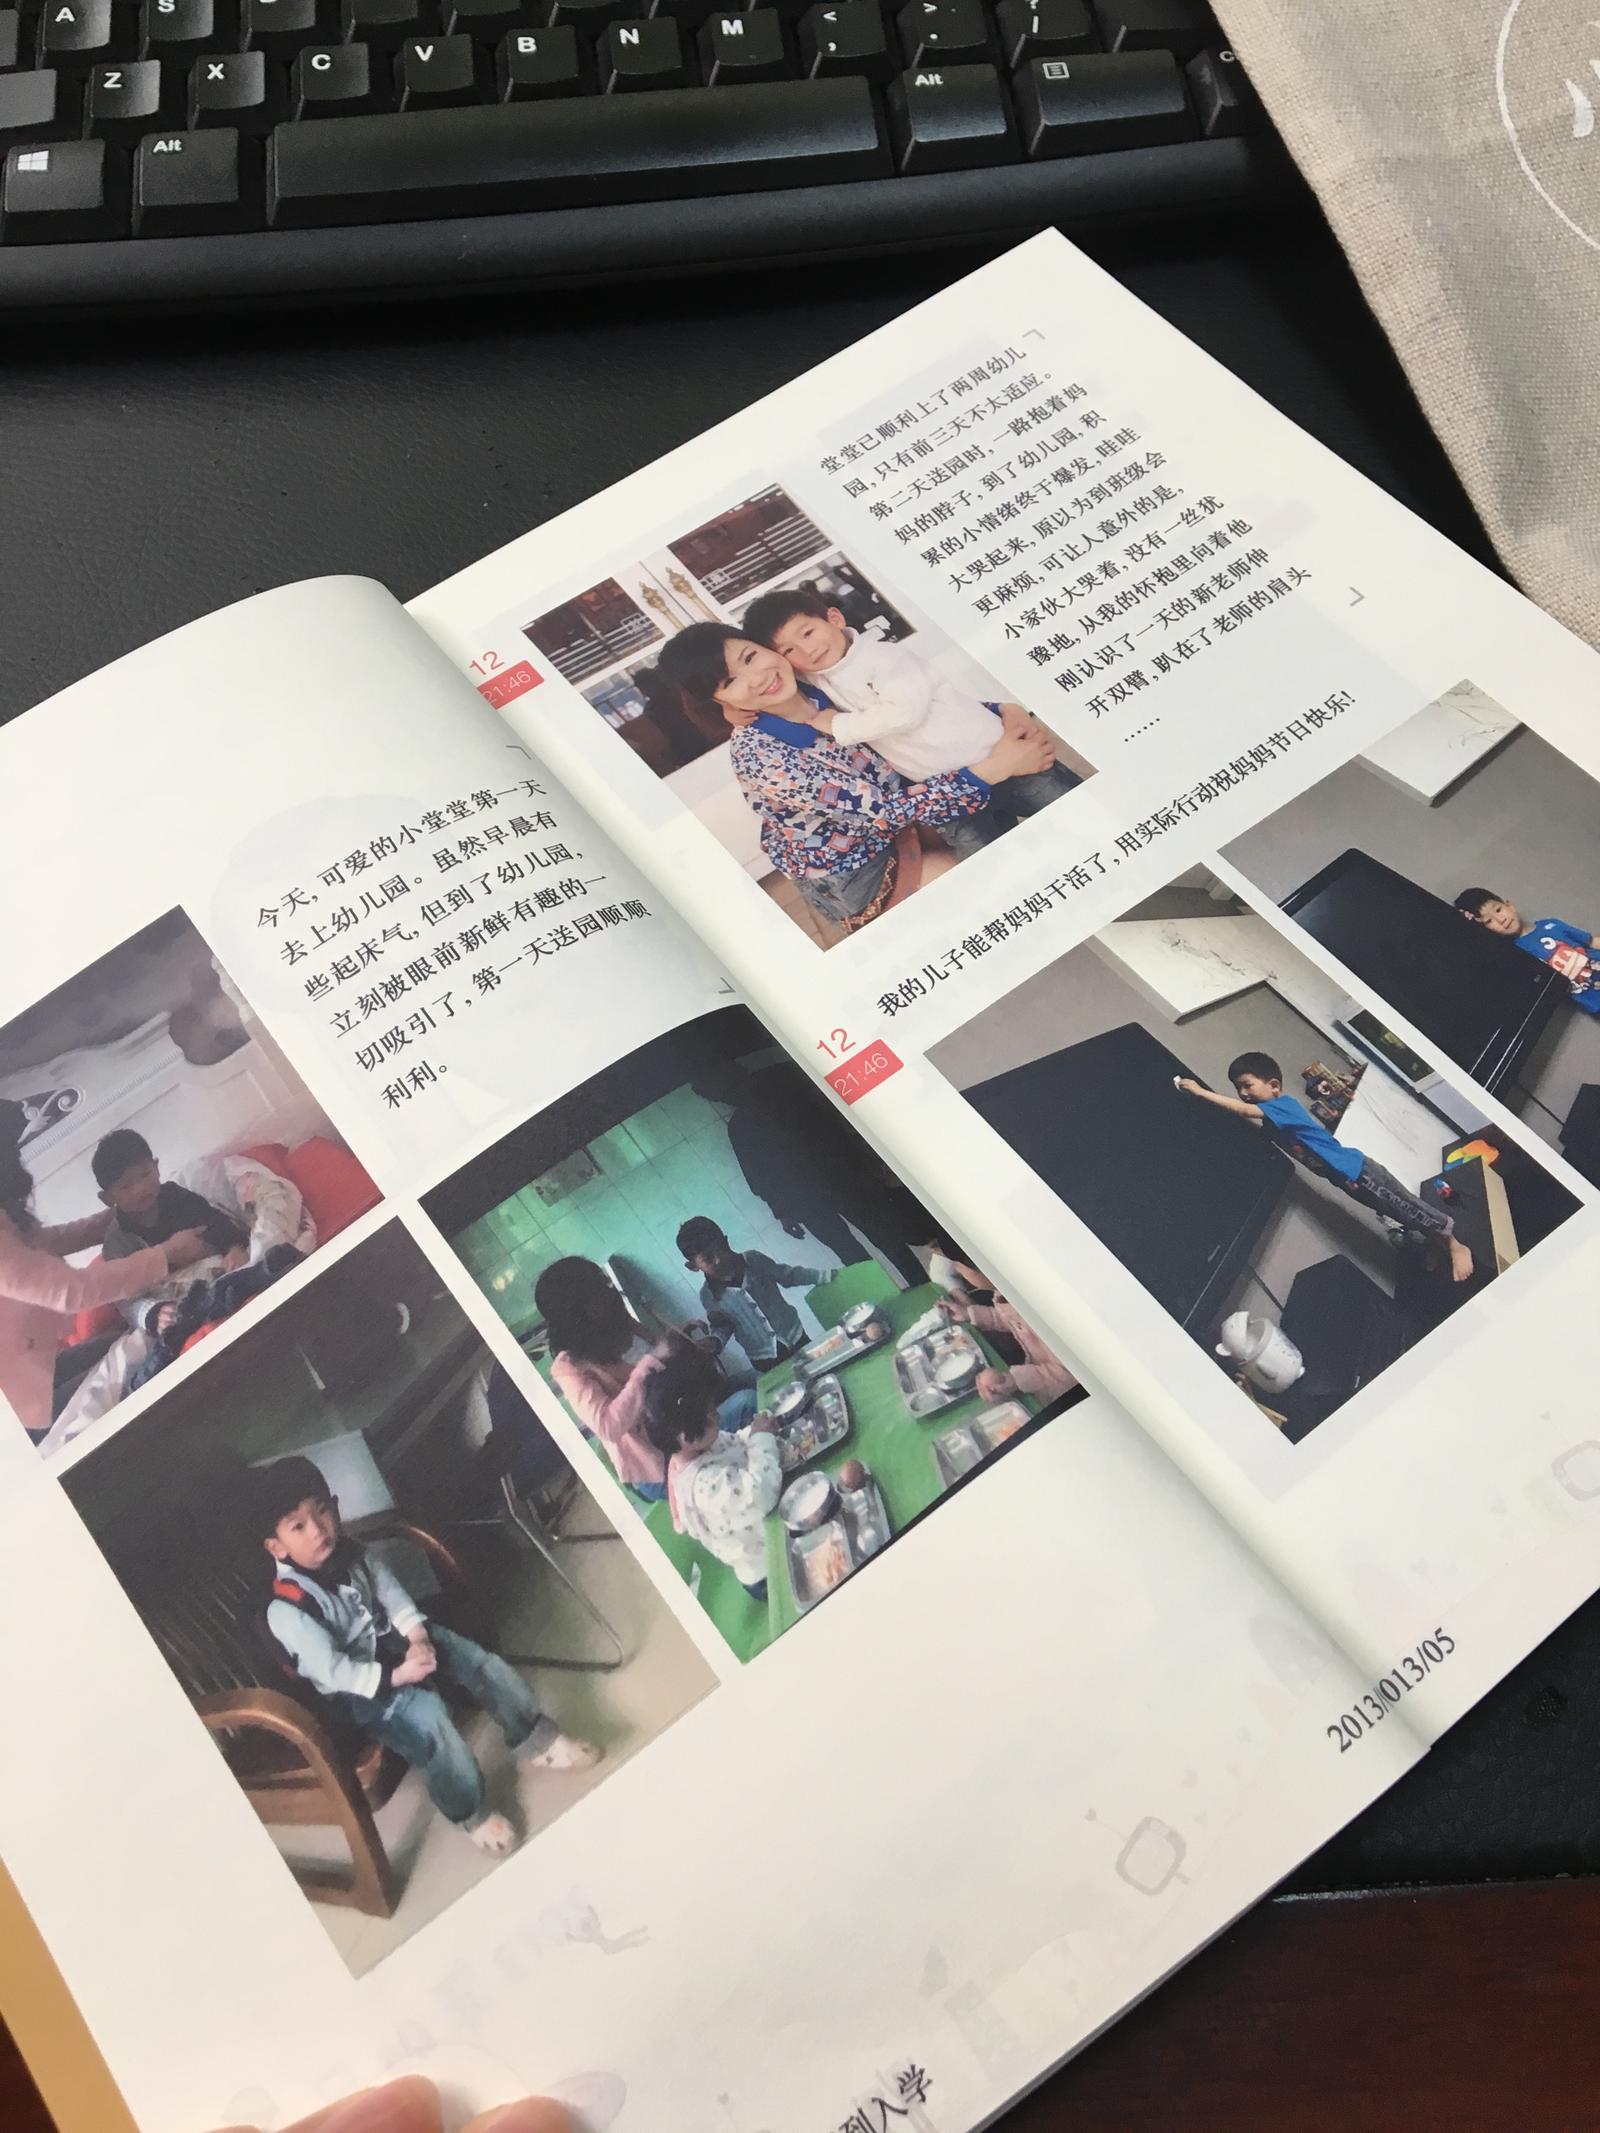 A
S
Z
X
C
V
B
N
M
<
,
>
.
?
/
Alt
Alt
今天,可爱的小堂堂第一天
去上幼儿园。虽然早晨有
些起床气,但到了幼儿园,
立刻被眼前新鲜有趣的一
切吸引了,第一天送园顺顺
利利。
12
21:46
堂堂已顺利上了两周幼儿
园,只有前三天不太适应。
第二天送园时,一路抱着妈
妈的脖子,到了幼儿园,积
累的小情绪终于爆发,哇哇
大哭起来,原以为到班级会
更麻烦,可让人意外的是,
小家伙大哭着,没有一丝犹
豫地,从我的怀抱里向着他
刚认识了一天的新老师伸
开双臂,趴在了老师的肩头
……
12
21:46
我的儿子能帮妈妈干活了,用实际行动祝妈妈节日快乐!
2013/013/05
到入学